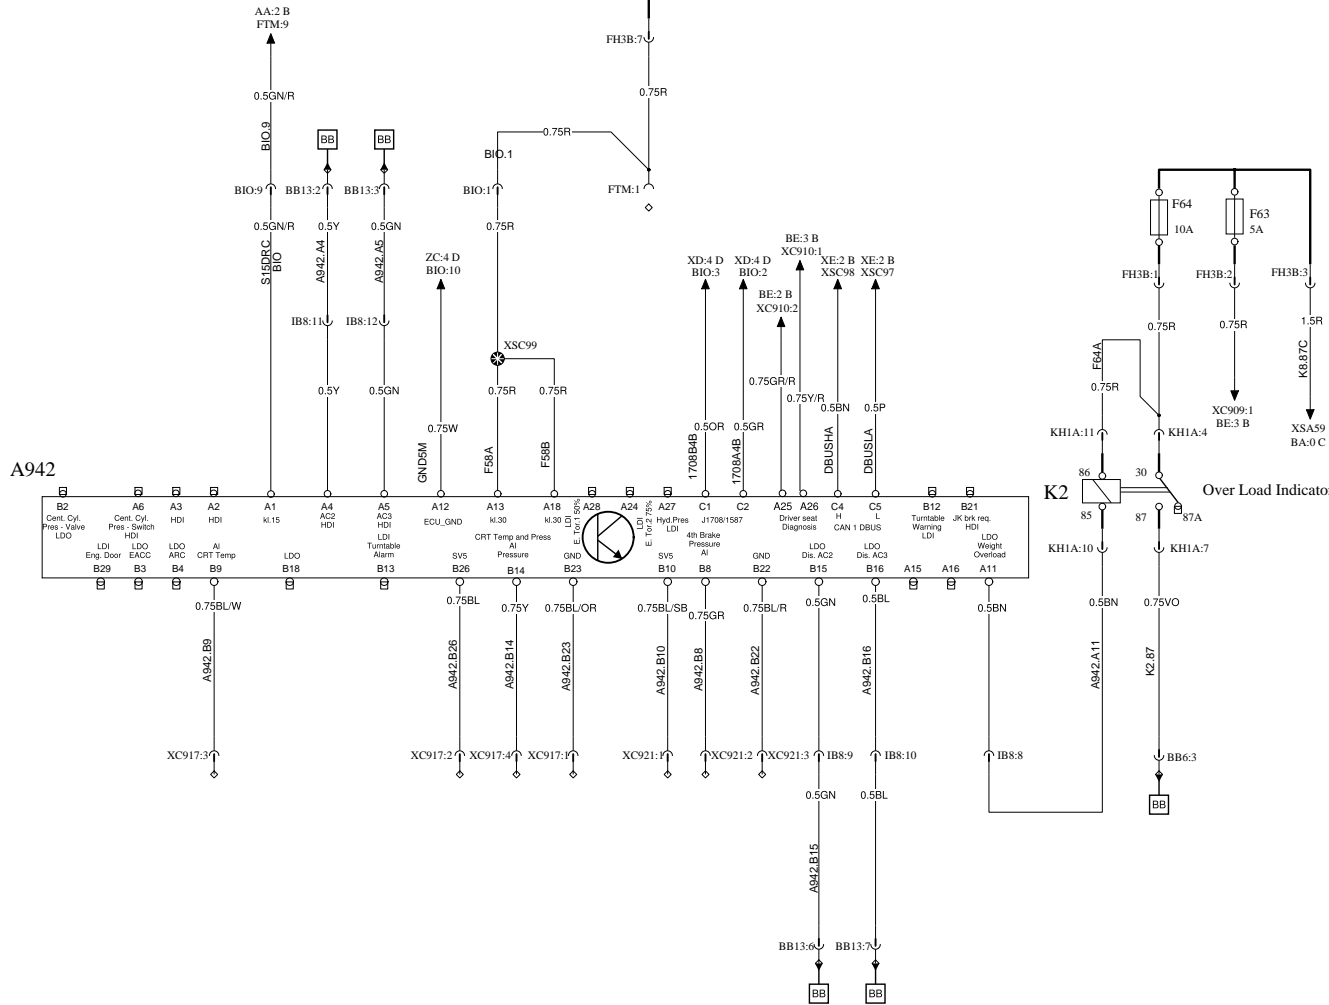 AA:2 B
FTM:9
FH3B:7
0.5GN/R
0.75R
BIO.9
BB
BB
0.75R
BIO.1
BIO:9
BB13:2
BB13:3
BIO:1
FTM:1
0.5GN/R
0.5Y
0.5GN
0.75R
S15DRC
BIO
A942.A4
A942.A5
ZC:4 D
BIO:10
XD:4 D
BIO:3
XD:4 D
BIO:2
BE:3 B
XC910:1
XE:2 B
XSC98
XE:2 B
XSC97
BE:2 B
XC910:2
F64
10A
F63
5A
FH3B:1
FH3B:2
FH3B:3
IB8:11
IB8:12
XSC99
0.75R
0.75R
1.5R
F64A
K8.87C
0.5Y
0.5GN
0.75R
0.75R
0.75GR/R
0.75Y/R
0.75R
0.5BN
0.5P
XC909:1
BE:3 B
XSA59
BA:0 C
0.75W
0.5OR
0.5GR
KH1A:11
KH1A:4
GND5M
F58A
F58B
1708B4B
1708A4B
DBUSHA
DBUSLA
A942
K2
86
30
85
87
87A
Over Load Indicator
B2
A6
A3
A2
A1
A4
A5
A12
A13
A18
A28
A24
A27
C1
C2
A25
A26
C4
C5
B12
B21
Cent. Cyl.
Pres - Valve
LDO
Cent. Cyl.
Pres - Switch
HDI
HDI
HDI
kl.15
AC2
HDI
AC3
HDI
ECU_GND
kl.30
kl.30
LDI
E. Tor.1 50%
LDI
E. Tor.2 75%
Hyd.Pres
LDI
J1708/1587
Driver seat
Diagnosis
H
L
CAN 1 DBUS
Turntable
Warning
LDI
JK brk req.
HDI
LDI
Eng. Door
LDO
EACC
LDO
ARC
AI
CRT Temp
LDO
LDI
Turntable
Alarm
SV5
CRT Temp and Press
AI
Pressure
GND
SV5
4th Brake
Pressure
AI
GND
LDO
Dis. AC2
LDO
Dis. AC3
LDO
Weight
Overload
B29
B3
B4
B9
B18
B13
B26
B14
B23
B10
B8
B22
B15
B16
A15
A16
A11
KH1A:10
KH1A:7
0.75BL/W
0.75BL
0.75Y
0.75BL/OR
0.75BL/SB
0.75GR
0.75BL/R
0.5GN
0.5BL
0.5BN
0.5BN
0.75VO
A942.B9
A942.B26
A942.B14
A942.B23
A942.B10
A942.B8
A942.B22
A942.B16
A942.A11
K2.87
XC917:3
XC917:2
XC917:4
XC917:1
XC921:1
XC921:2
XC921:3
IB8:9
IB8:10
IB8:8
BB6:3
0.5GN
0.5BL
BB
A942.B15
BB13:6
BB13:7
BB
BB